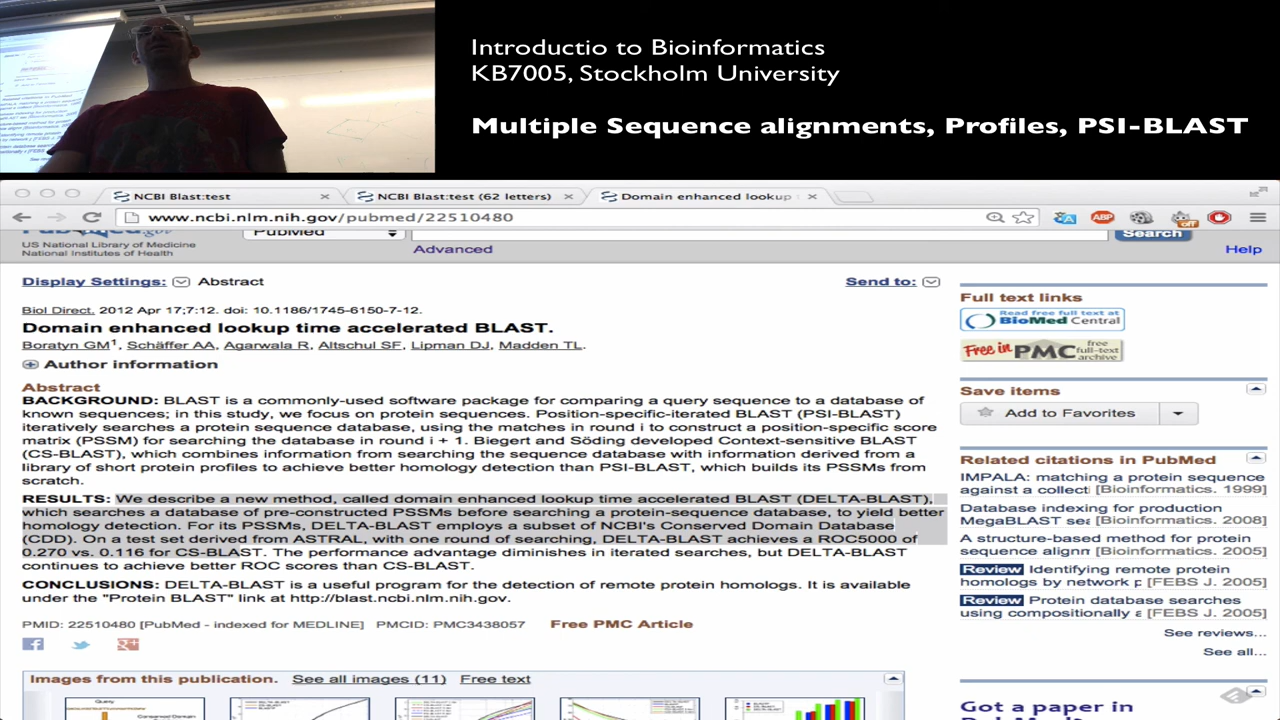 Introductio to Bioinformatics
KB7005, Stockholm University
Multiple Sequence alignments, Profiles, PSI-BLAST
NCBI Blast:test
NCBI Blast:test (62 letters)
Domain enhanced lookup
www.ncbi.nlm.nih.gov/pubmed/22510480
ABP
off
PubMed.gov
US National Library of Medicine
National Institutes of Health
PubMed
Advanced
Search
Help
Display Settings: Abstract
Send to:
Biol Direct. 2012 Apr 17;7:12. doi: 10.1186/1745-6150-7-12.
Domain enhanced lookup time accelerated BLAST.
Boratyn GM1, Schäffer AA, Agarwala R, Altschul SF, Lipman DJ, Madden TL.
Author information
Abstract
BACKGROUND: BLAST is a commonly-used software package for comparing a query sequence to a database of
known sequences; in this study, we focus on protein sequences. Position-specific-iterated BLAST (PSI-BLAST)
iteratively searches a protein sequence database, using the matches in round i to construct a position-specific score
matrix (PSSM) for searching the database in round i + 1. Biegert and Söding developed Context-sensitive BLAST
(CS-BLAST), which combines information from searching the sequence database with information derived from a
library of short protein profiles to achieve better homology detection than PSI-BLAST, which builds its PSSMs from
scratch.
RESULTS: We describe a new method, called domain enhanced lookup time accelerated BLAST (DELTA-BLAST),
which searches a database of pre-constructed PSSMs before searching a protein-sequence database, to yield better
homology detection. For its PSSMs, DELTA-BLAST employs a subset of NCBI's Conserved Domain Database
(CDD). On a test set derived from ASTRAL, with one round of searching, DELTA-BLAST achieves a ROC5000 of
0.270 vs. 0.116 for CS-BLAST. The performance advantage diminishes in iterated searches, but DELTA-BLAST
continues to achieve better ROC scores than CS-BLAST.
CONCLUSIONS: DELTA-BLAST is a useful program for the detection of remote protein homologs. It is available
under the "Protein BLAST" link at http://blast.ncbi.nlm.nih.gov.
PMID: 22510480 [PubMed - indexed for MEDLINE] PMCID: PMC3438057 Free PMC Article
Images from this publication. See all images (11) Free text
Query
Conserved Domain
Full text links
Read free full text at
BioMed Central
Free in PMC free full-text archive
Save items
Add to Favorites
Related citations in PubMed
IMPALA: matching a protein sequence
against a collecti [Bioinformatics. 1999]
Database indexing for production
MegaBLAST sea [Bioinformatics. 2008]
A structure-based method for protein
sequence alignm [Bioinformatics. 2005]
Review Identifying remote protein
homologs by network p [FEBS J. 2005]
Review Protein database searches
using compositionally a [FEBS J. 2005]
See reviews...
See all...
Got a paper in